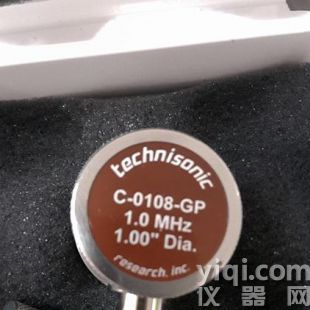 technisonic
C-0108-GP
1.0 MHz
1.00" Dia.
research, inc.
yiqi.com
仪器网